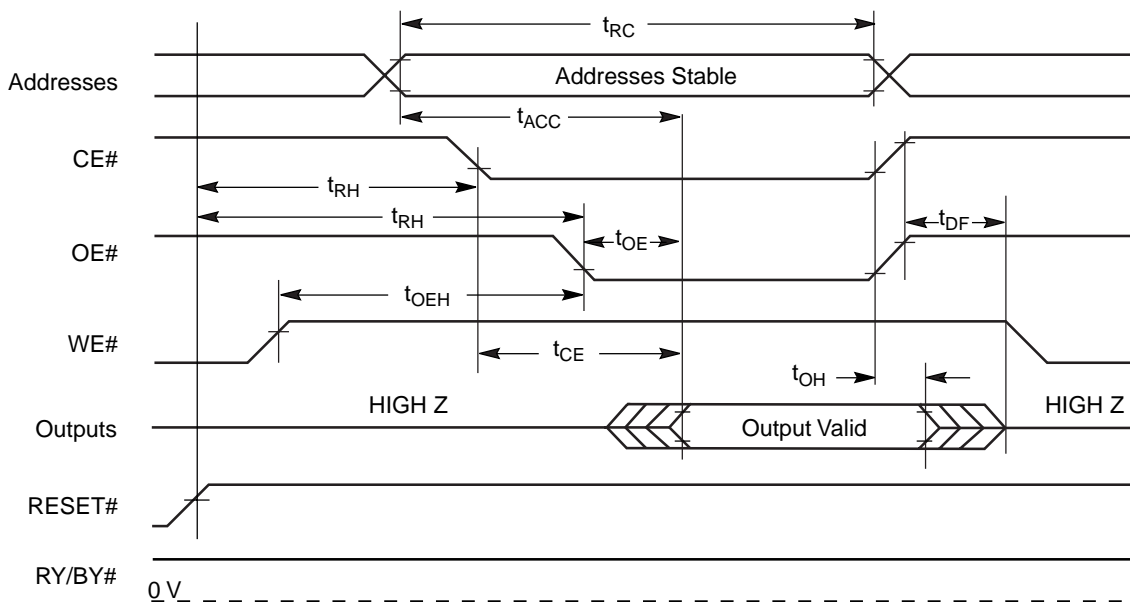 tRC
Addresses
Addresses Stable
tACC
CE#
tRH
tRH
tOE
tDF
OE#
tOEH
WE#
tCE
tOH
HIGH Z
HIGH Z
Outputs
Output Valid
RESET#
RY/BY#
0 V